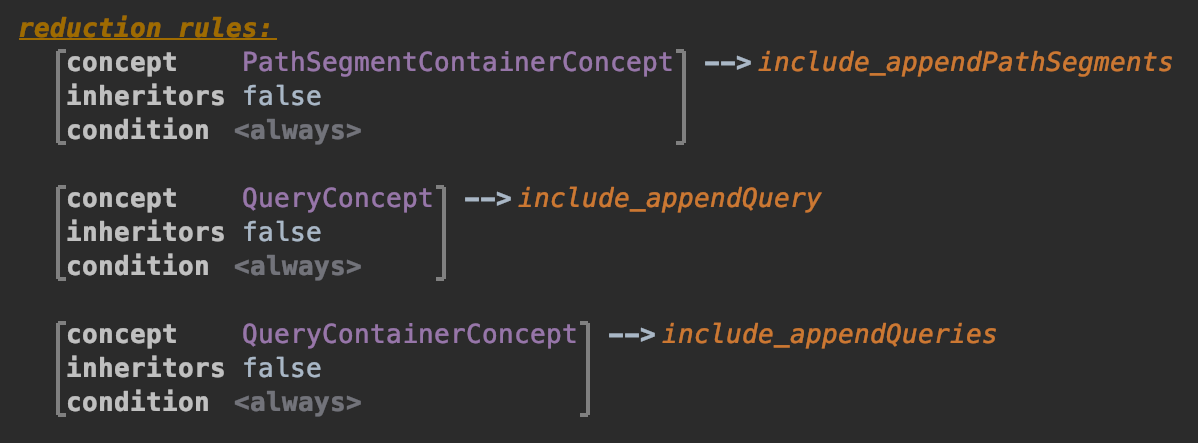 reduction rules:
concept PathSegmentContainerConcept --> include_appendPathSegments
inheritors false
condition <always>
concept QueryConcept --> include_appendQuery
inheritors false
condition <always>
concept QueryContainerConcept --> include_appendQueries
inheritors false
condition <always>